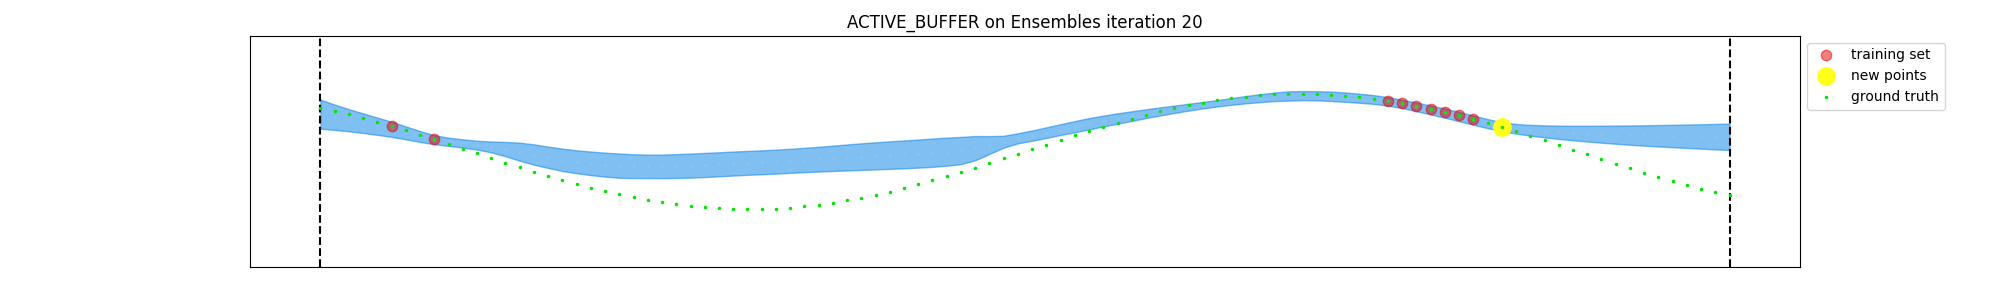 ACTIVE_BUFFER on Ensembles iteration 20
training set
new points
ground truth